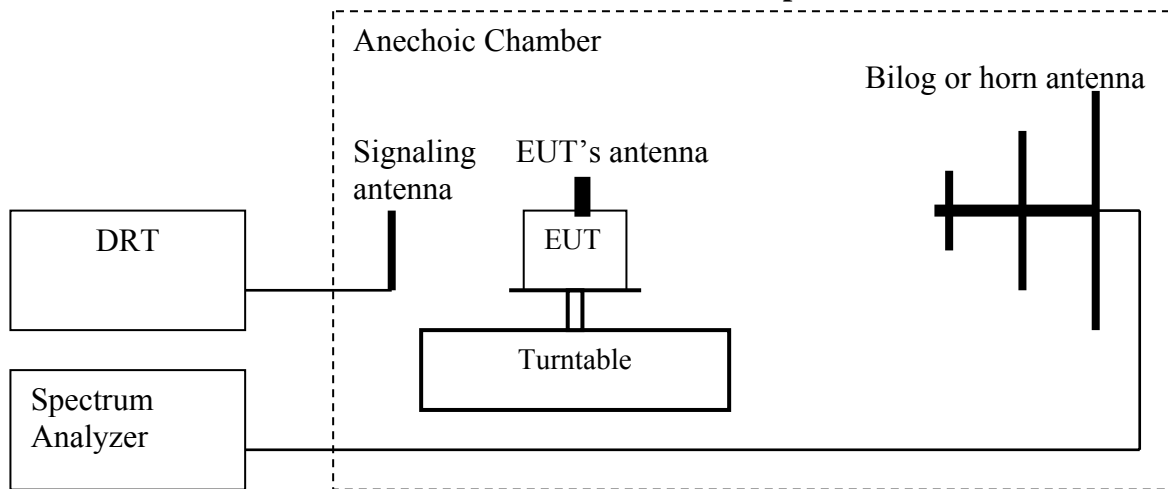 Anechoic Chamber
Bilog or horn antenna
Signaling
antenna
EUT’s antenna
DRT
EUT
Turntable
Spectrum
Analyzer